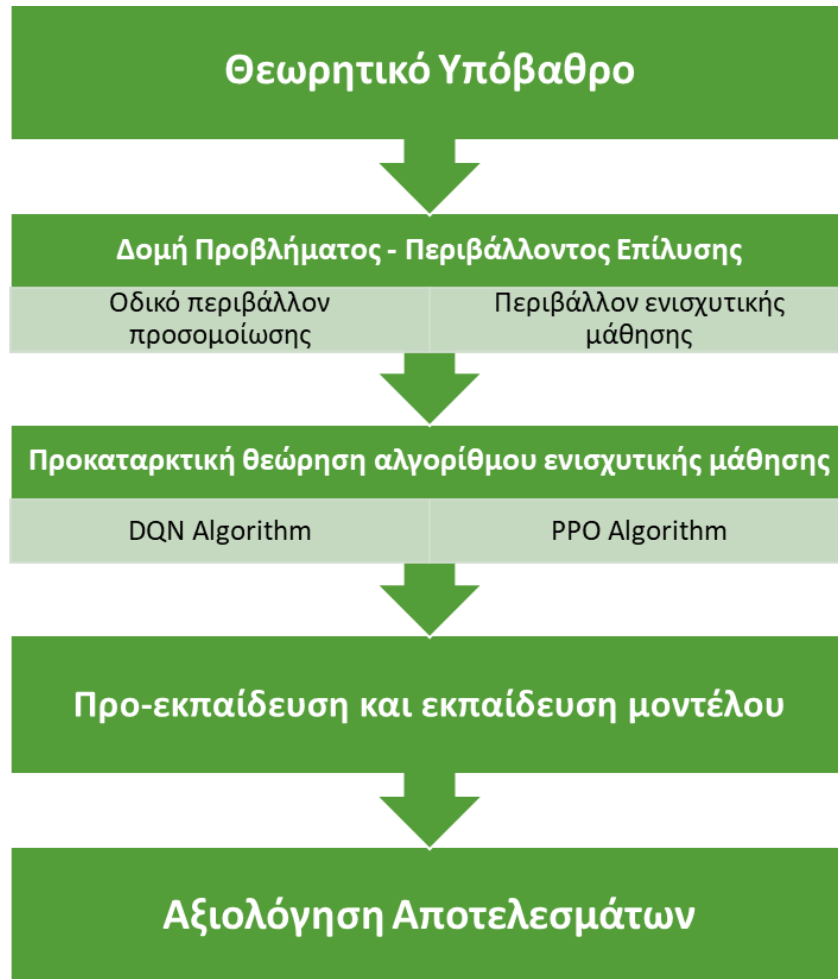 Θεωρητικό Υπόβαθρο
Δομή Προβλήματος - Περιβάλλοντος Επίλυσης
Οδικό περιβάλλον
προσομοίωσης
Περιβάλλον ενισχυτικής
μάθησης
Προκαταρκτική θεώρηση αλγορίθμου ενισχυτικής μάθησης
DQN Algorithm
PPO Algorithm
Προ-εκπαίδευση και εκπαίδευση μοντέλου
Αξιολόγηση Αποτελεσμάτων